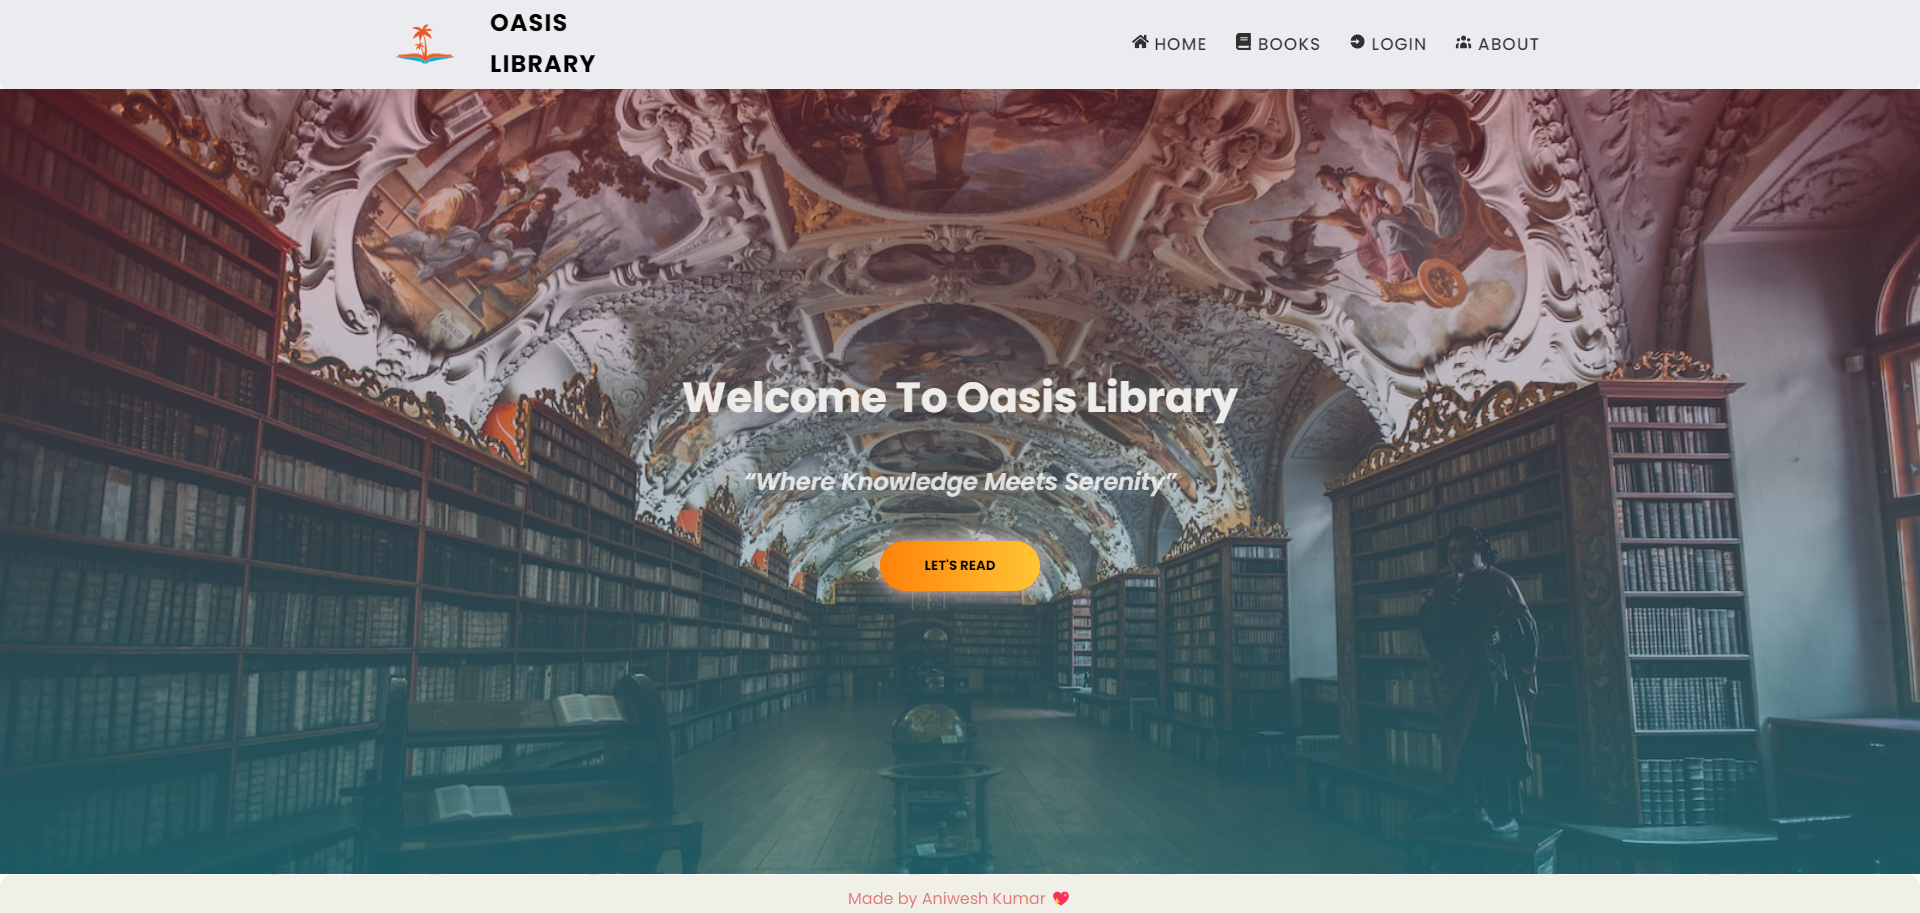 OASIS
LIBRARY
HOME
BOOKS
LOGIN
ABOUT
Welcome To Oasis Library
“Where Knowledge Meets Serenity”
LET'S READ
Made by Aniwesh Kumar 💖